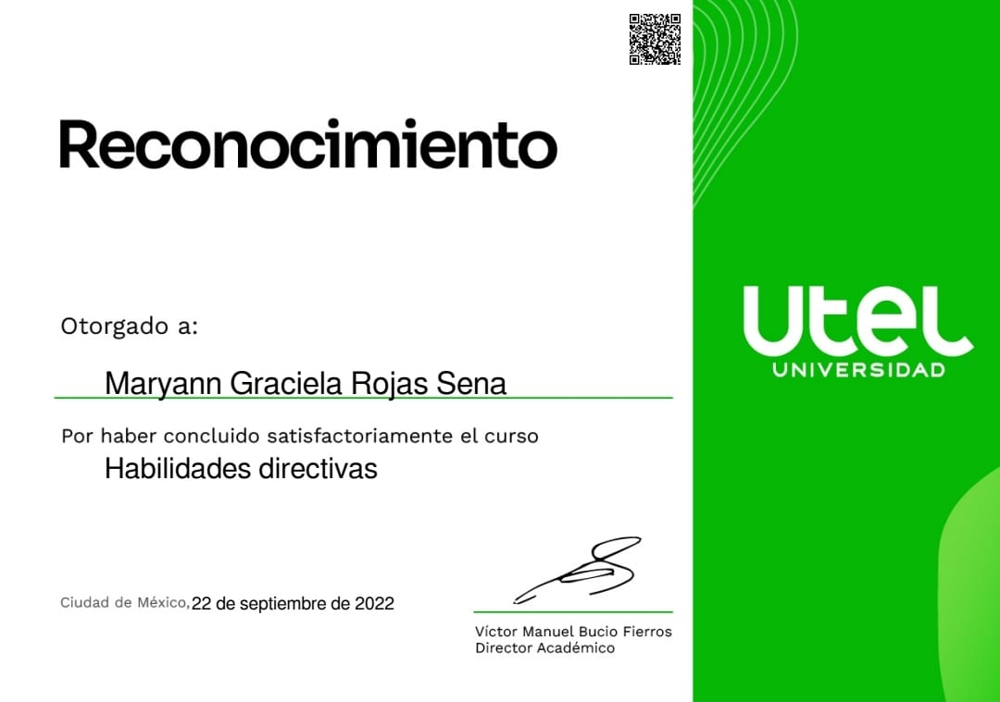 Reconocimiento
Otorgado a:
Maryann Graciela Rojas Sena
Por haber concluido satisfactoriamente el curso
Habilidades directivas
Ciudad de México, 22 de septiembre de 2022
Víctor Manuel Bucio Fierros
Director Académico
Utel
UNIVERSIDAD